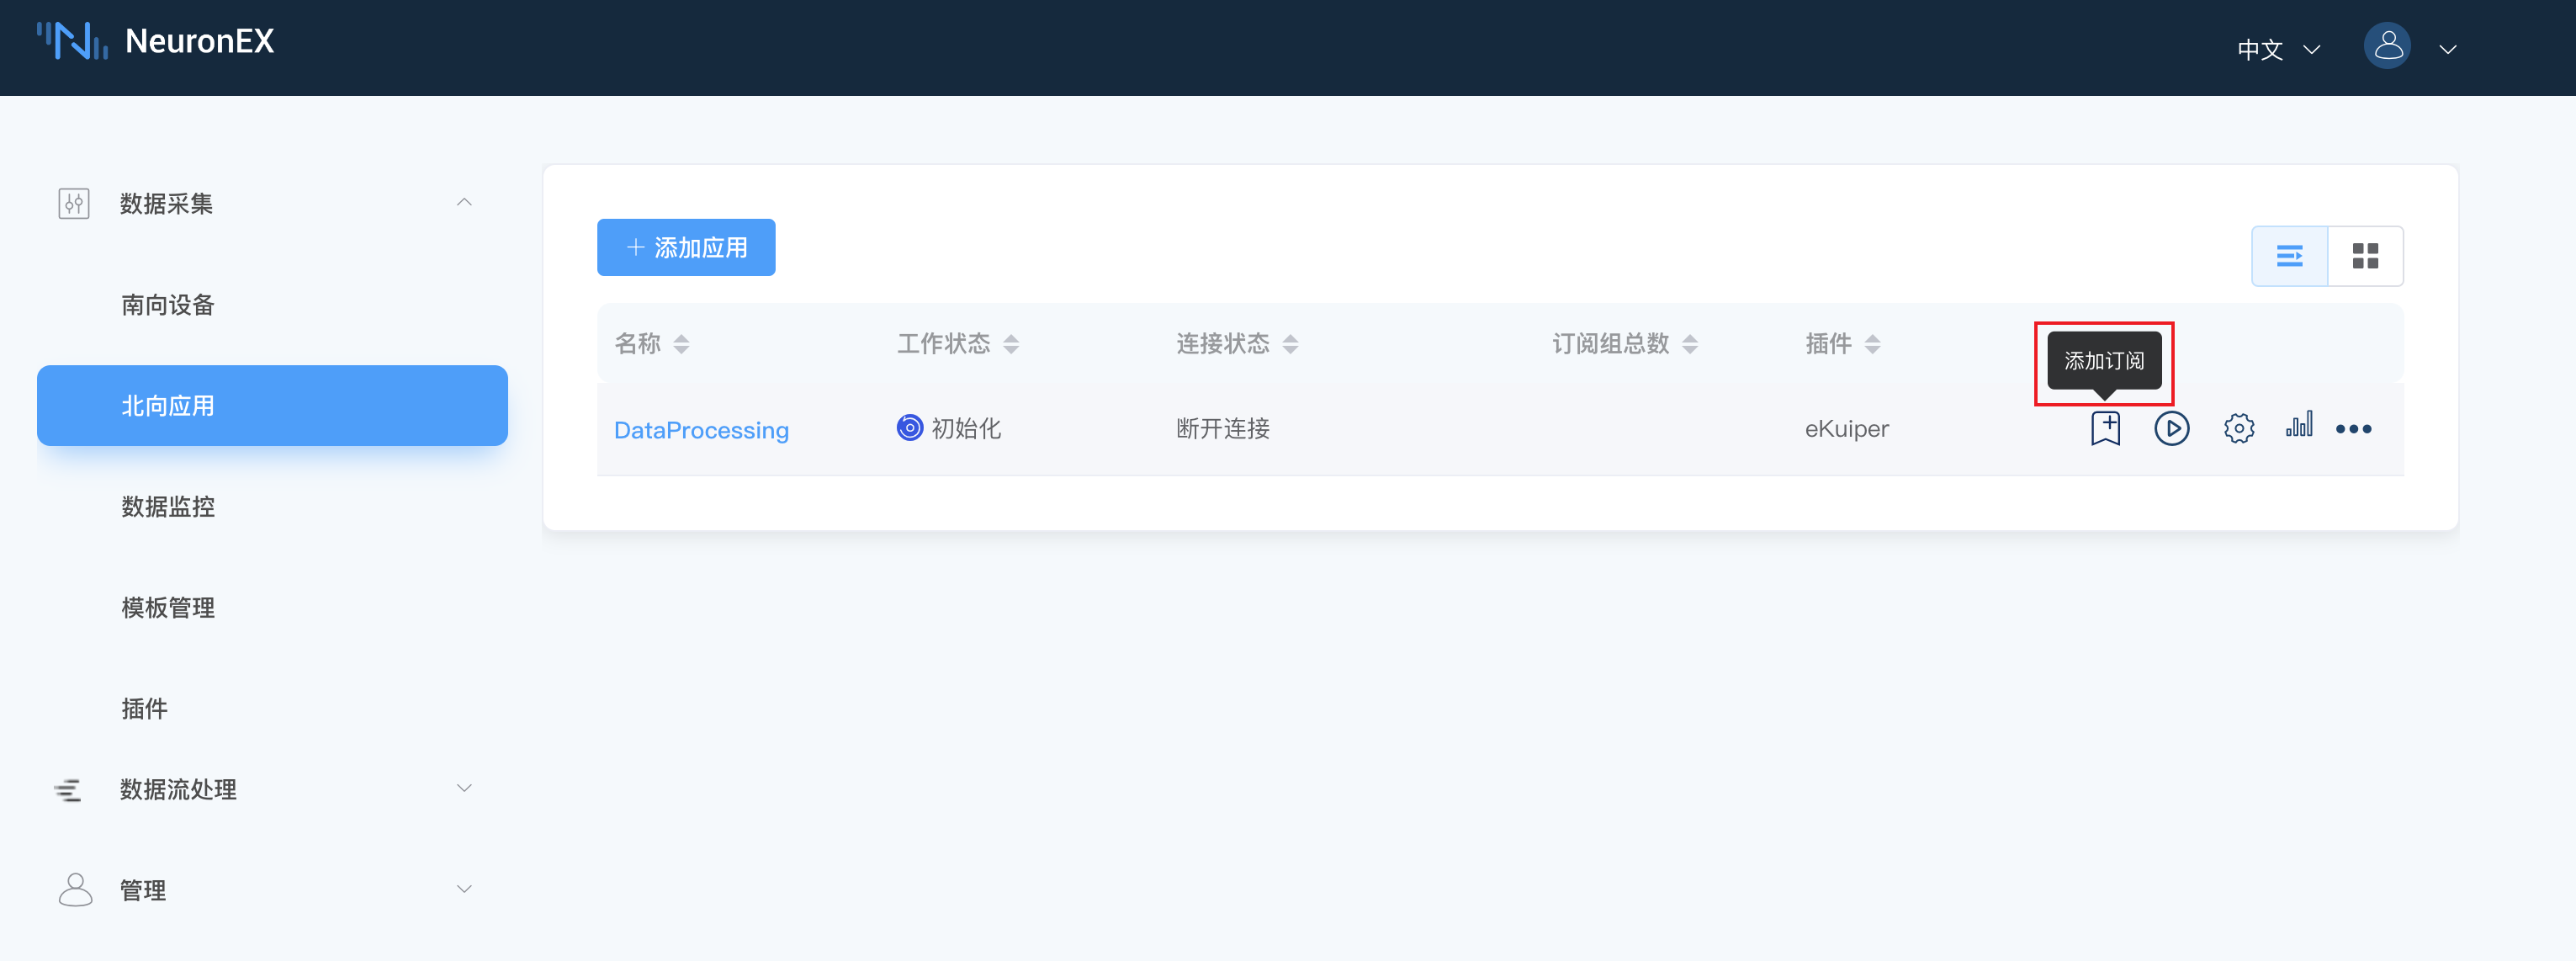 NeuronEX
中文
数据采集
南向设备
北向应用
数据监控
模板管理
插件
数据流处理
管理
添加应用
名称 工作状态 连接状态 订阅组总数 插件
添加订阅
DataProcessing 初始化 断开连接 eKuiper